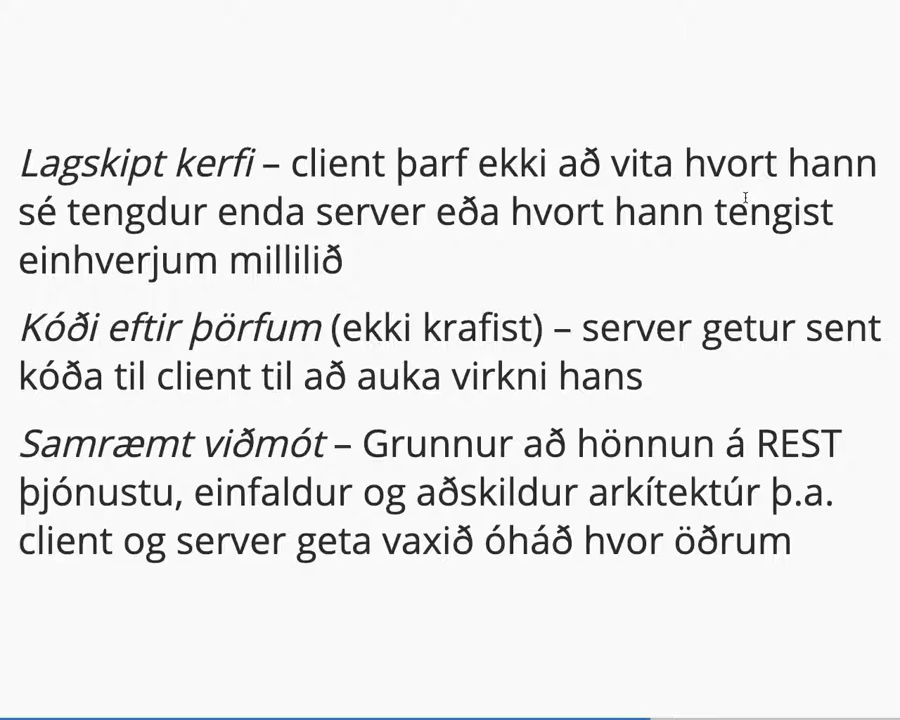 Lagskipt kerfi – client þarf ekki að vita hvort hann
sé tengdur enda server eða hvort hann tengist
einhverjum millilið
Kóði eftir þörfum (ekki krafist) – server getur sent
kóða til client til að auka virkni hans
Samræmt viðmót – Grunnur að hönnun á REST
þjónustu, einfaldur og aðskildur arkítektúr þ.a.
client og server geta vaxið óháð hvor öðrum